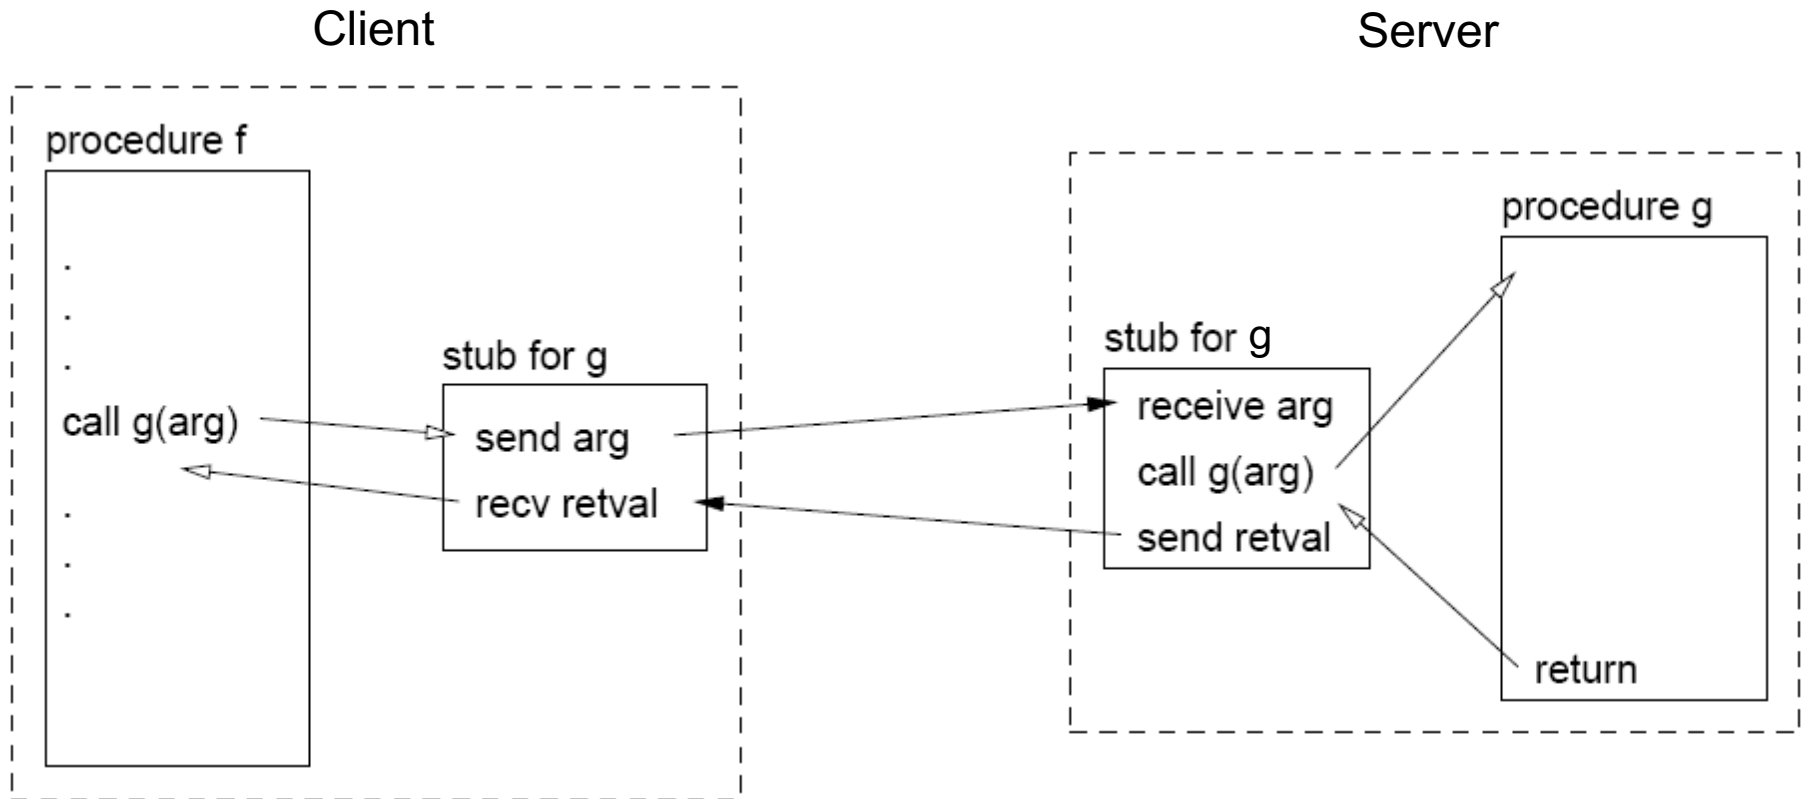 Client
Server
procedure f
.
.
.
call g(arg)
.
.
.
stub for g
send arg
recv retval
stub for g
receive arg
call g(arg)
send retval
procedure g
return